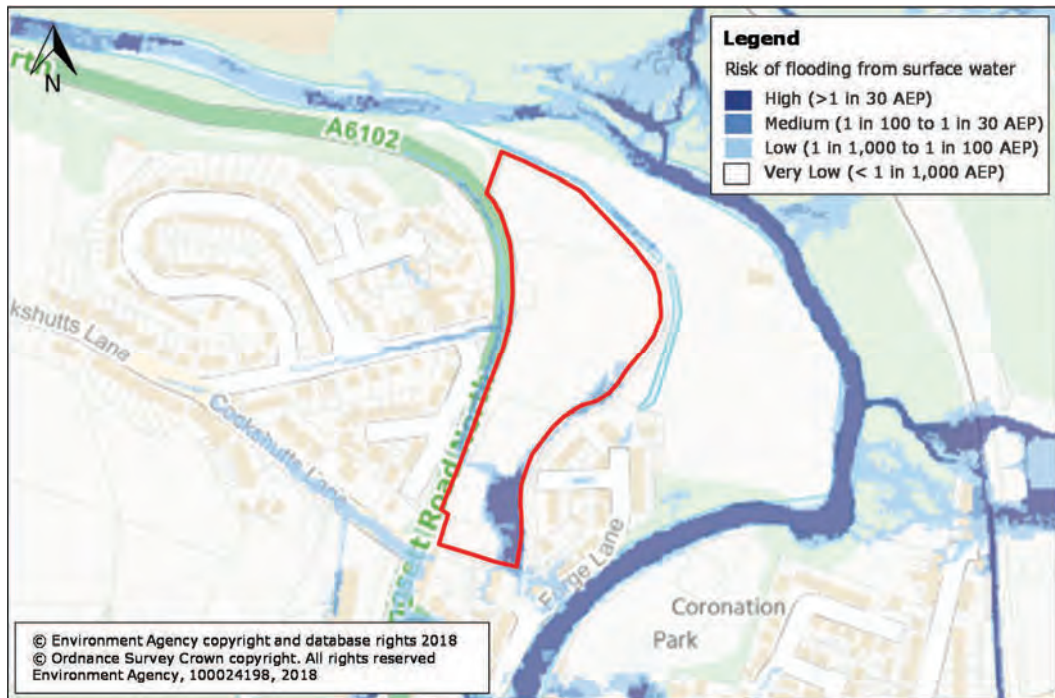 N
A6102
Legend
Risk of flooding from surface water
High (>1 in 30 AEP)
Medium (1 in 100 to 1 in 30 AEP)
Low (1 in 1,000 to 1 in 100 AEP)
Very Low (< 1 in 1,000 AEP)
kshutts Lane
Cockshutts Lane
Road North
Forge Lane
Coronation
Park
© Environment Agency copyright and database rights 2018
© Ordnance Survey Crown copyright. All rights reserved
Environment Agency, 100024198, 2018